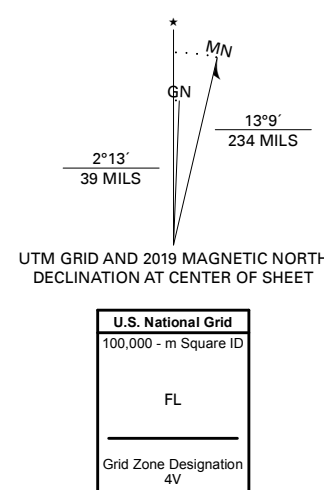 ★
MN
GN
13°9´
234 MILS
2°13´
39 MILS
UTM GRID AND 2019 MAGNETIC NORTH
DECLINATION AT CENTER OF SHEET
U.S. National Grid
100,000 - m Square ID
FL
Grid Zone Designation
4V